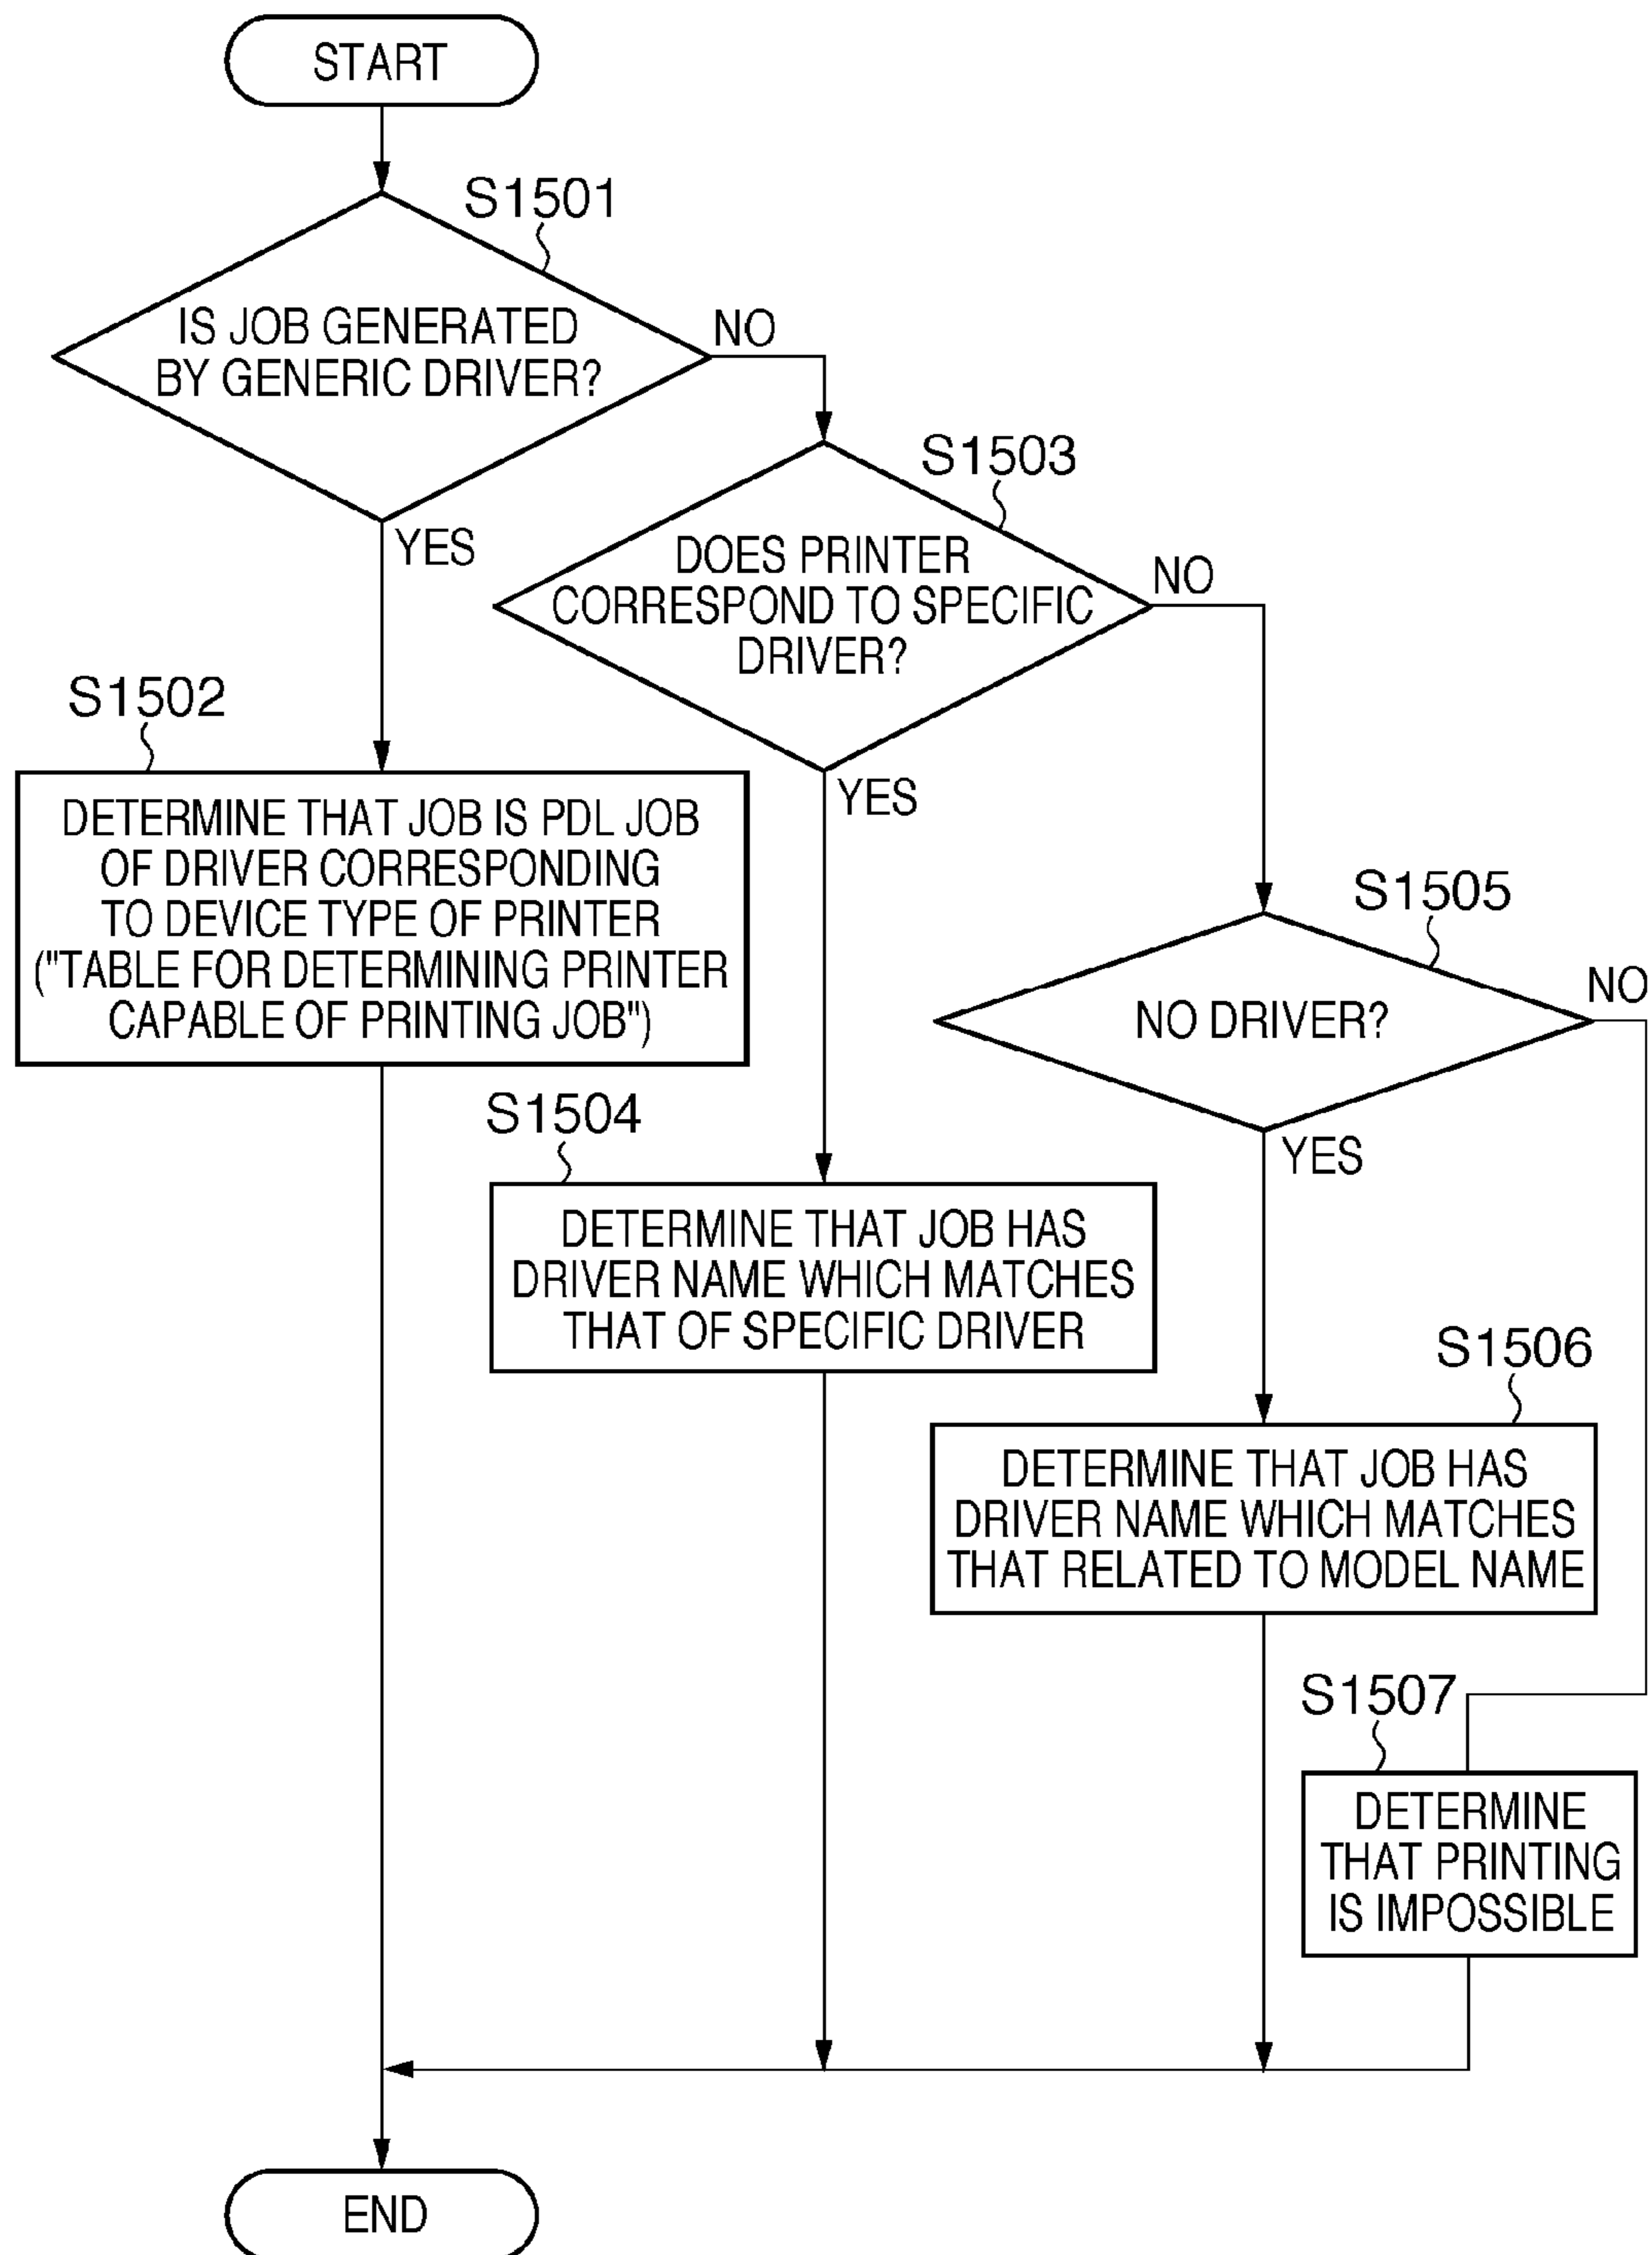 START
S1501
IS JOB GENERATED
BY GENERIC DRIVER?
NO
YES
S1503
DOES PRINTER
CORRESPOND TO SPECIFIC
DRIVER?
NO
YES
S1502
DETERMINE THAT JOB IS PDL JOB
OF DRIVER CORRESPONDING
TO DEVICE TYPE OF PRINTER
("TABLE FOR DETERMINING PRINTER
CAPABLE OF PRINTING JOB")
S1505
NO DRIVER?
NO
YES
S1504
DETERMINE THAT JOB HAS
DRIVER NAME WHICH MATCHES
THAT OF SPECIFIC DRIVER
S1506
DETERMINE THAT JOB HAS
DRIVER NAME WHICH MATCHES
THAT RELATED TO MODEL NAME
S1507
DETERMINE
THAT PRINTING
IS IMPOSSIBLE
END